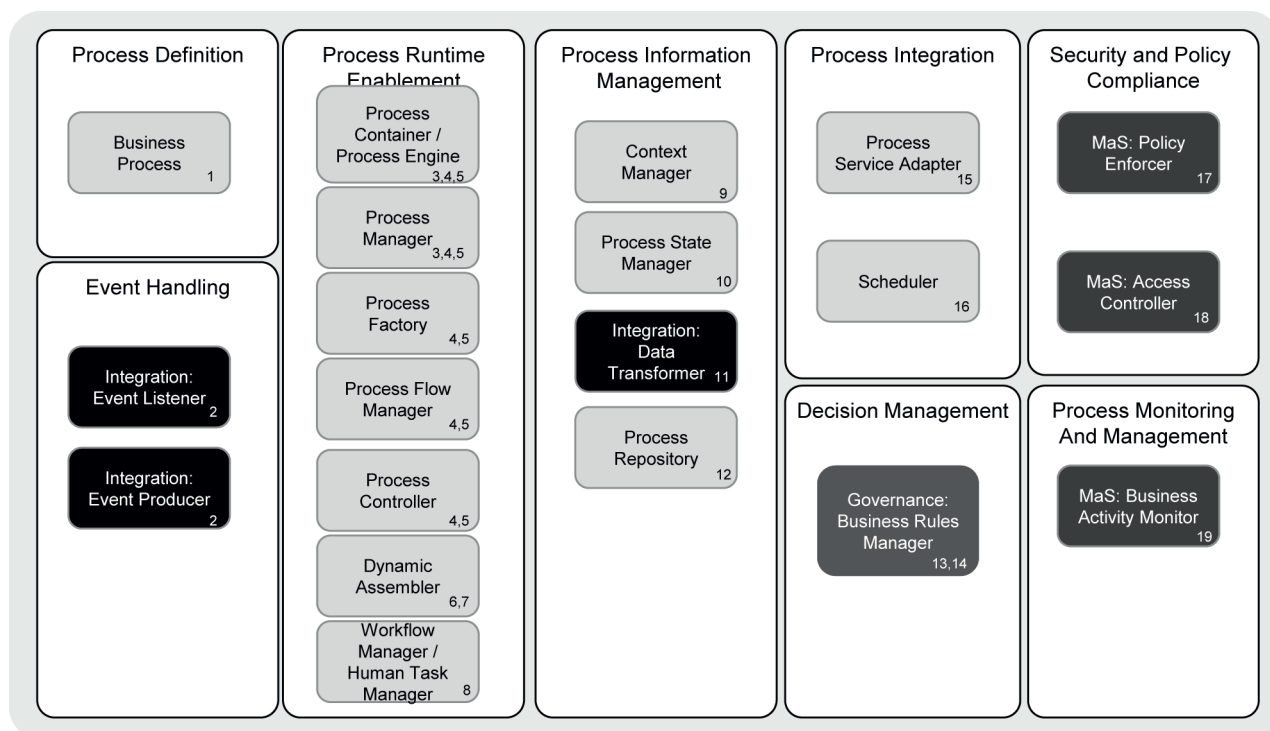 Process Definition
Business
Process
1
Event Handling
Integration:
Event Listener
2
Integration:
Event Producer
2
Process Runtime
Enablement
Process
Container /
Process Engine
3,4,5
Process
Manager
3,4,5
Process
Factory
4,5
Process Flow
Manager
4,5
Process
Controller
4,5
Dynamic
Assembler
6,7
Workflow
Manager /
Human Task
Manager
8
Process Information
Management
Context
Manager
9
Process State
Manager
10
Integration:
Data
Transformer
11
Process
Repository
12
Process Integration
Process
Service Adapter
15
Scheduler
16
Decision Management
Governance:
Business Rules
Manager
13,14
Security and Policy
Compliance
MaS: Policy
Enforcer
17
MaS: Access
Controller
18
Process Monitoring
And Management
MaS: Business
Activity Monitor
19